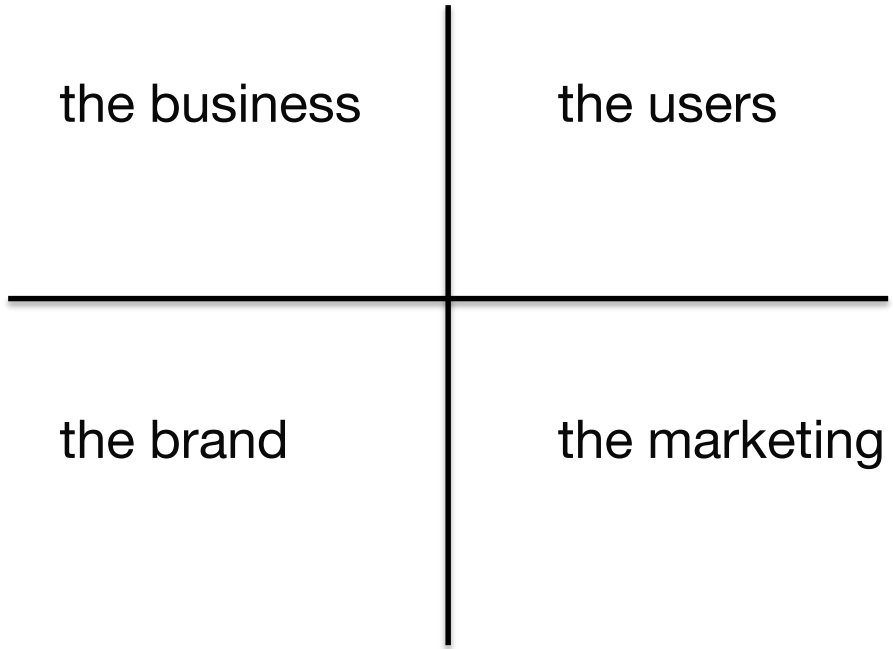 the business
the users
the brand
the marketing